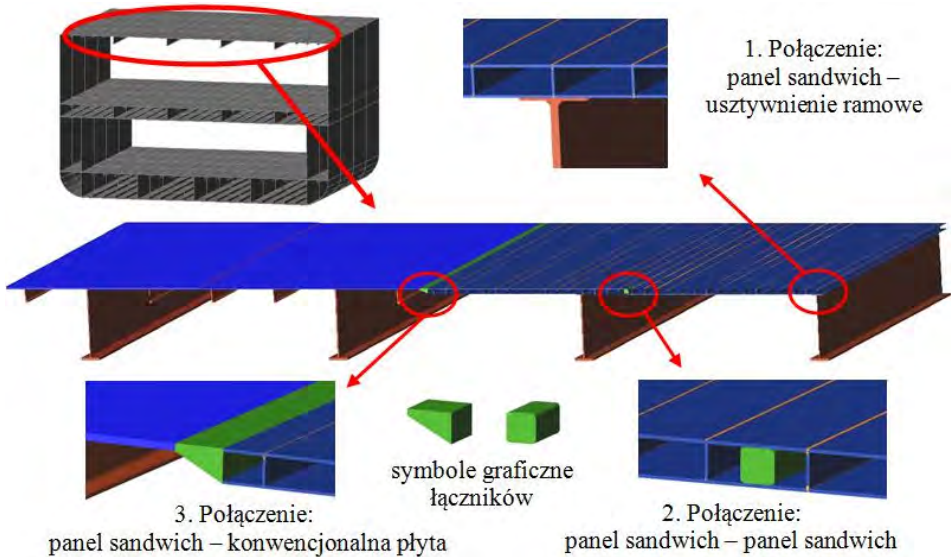 1. Połączenie:
panel sandwich –
usztywnienie ramowe
symbole graficzne
łączników
3. Połączenie:
panel sandwich – konwencjonalna płyta
2. Połączenie:
panel sandwich – panel sandwich